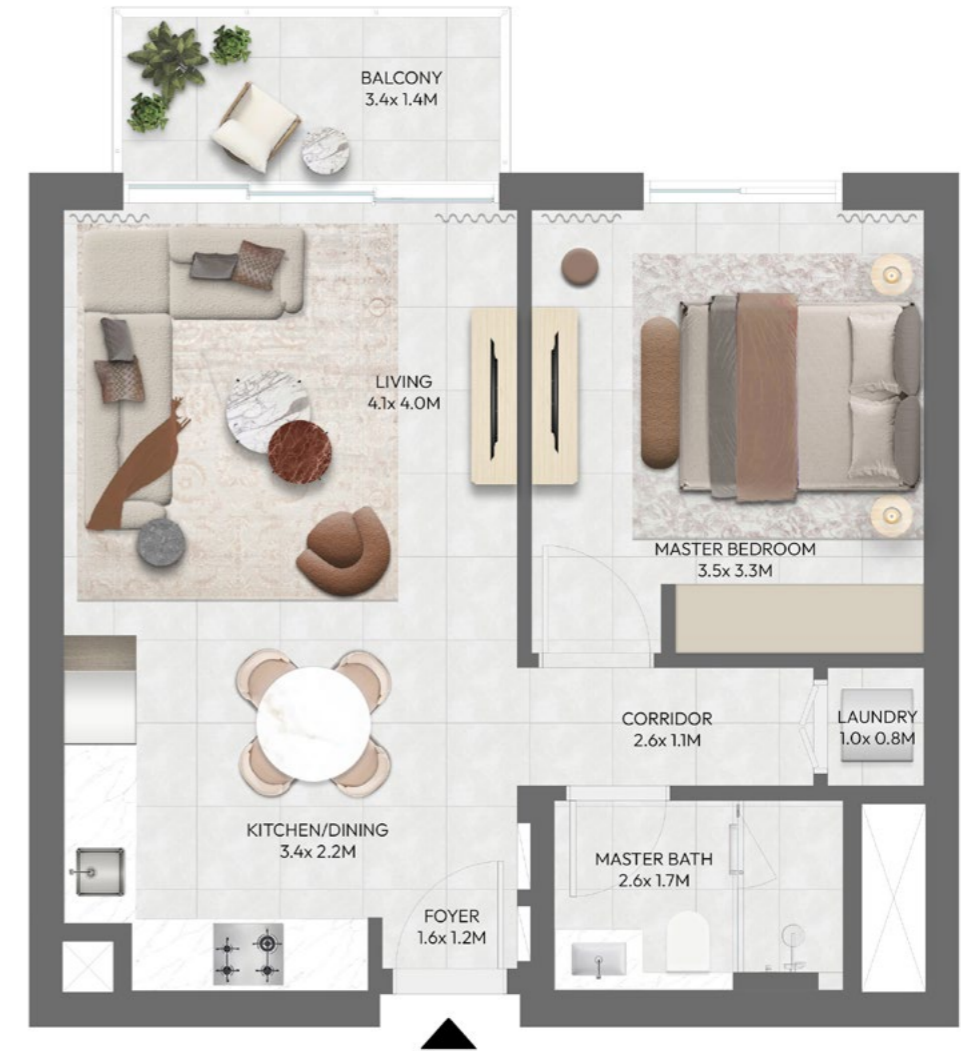 BALCONY
3.4x 1.4M
LIVING
4.1x 4.0M
MASTER BEDROOM
3.5x 3.3M
CORRIDOR
2.6x 1.1M
LAUNDRY
1.0x 0.8M
KITCHEN/DINING
3.4x 2.2M
MASTER BATH
2.6x 1.7M
FOYER
1.6x 1.2M